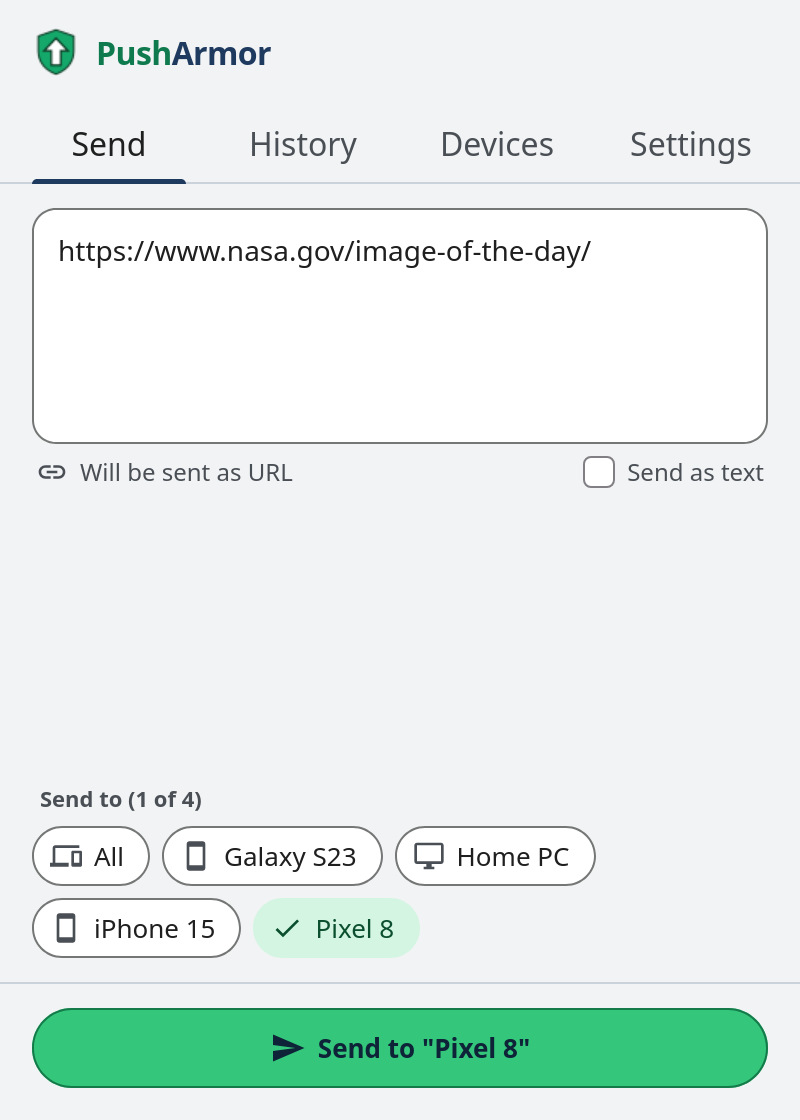 PushArmor
Send History Devices Settings
https://www.nasa.gov/image-of-the-day/
Will be sent as URL Send as text
Send to (1 of 4)
All Galaxy S23 Home PC
iPhone 15 Pixel 8
Send to "Pixel 8"